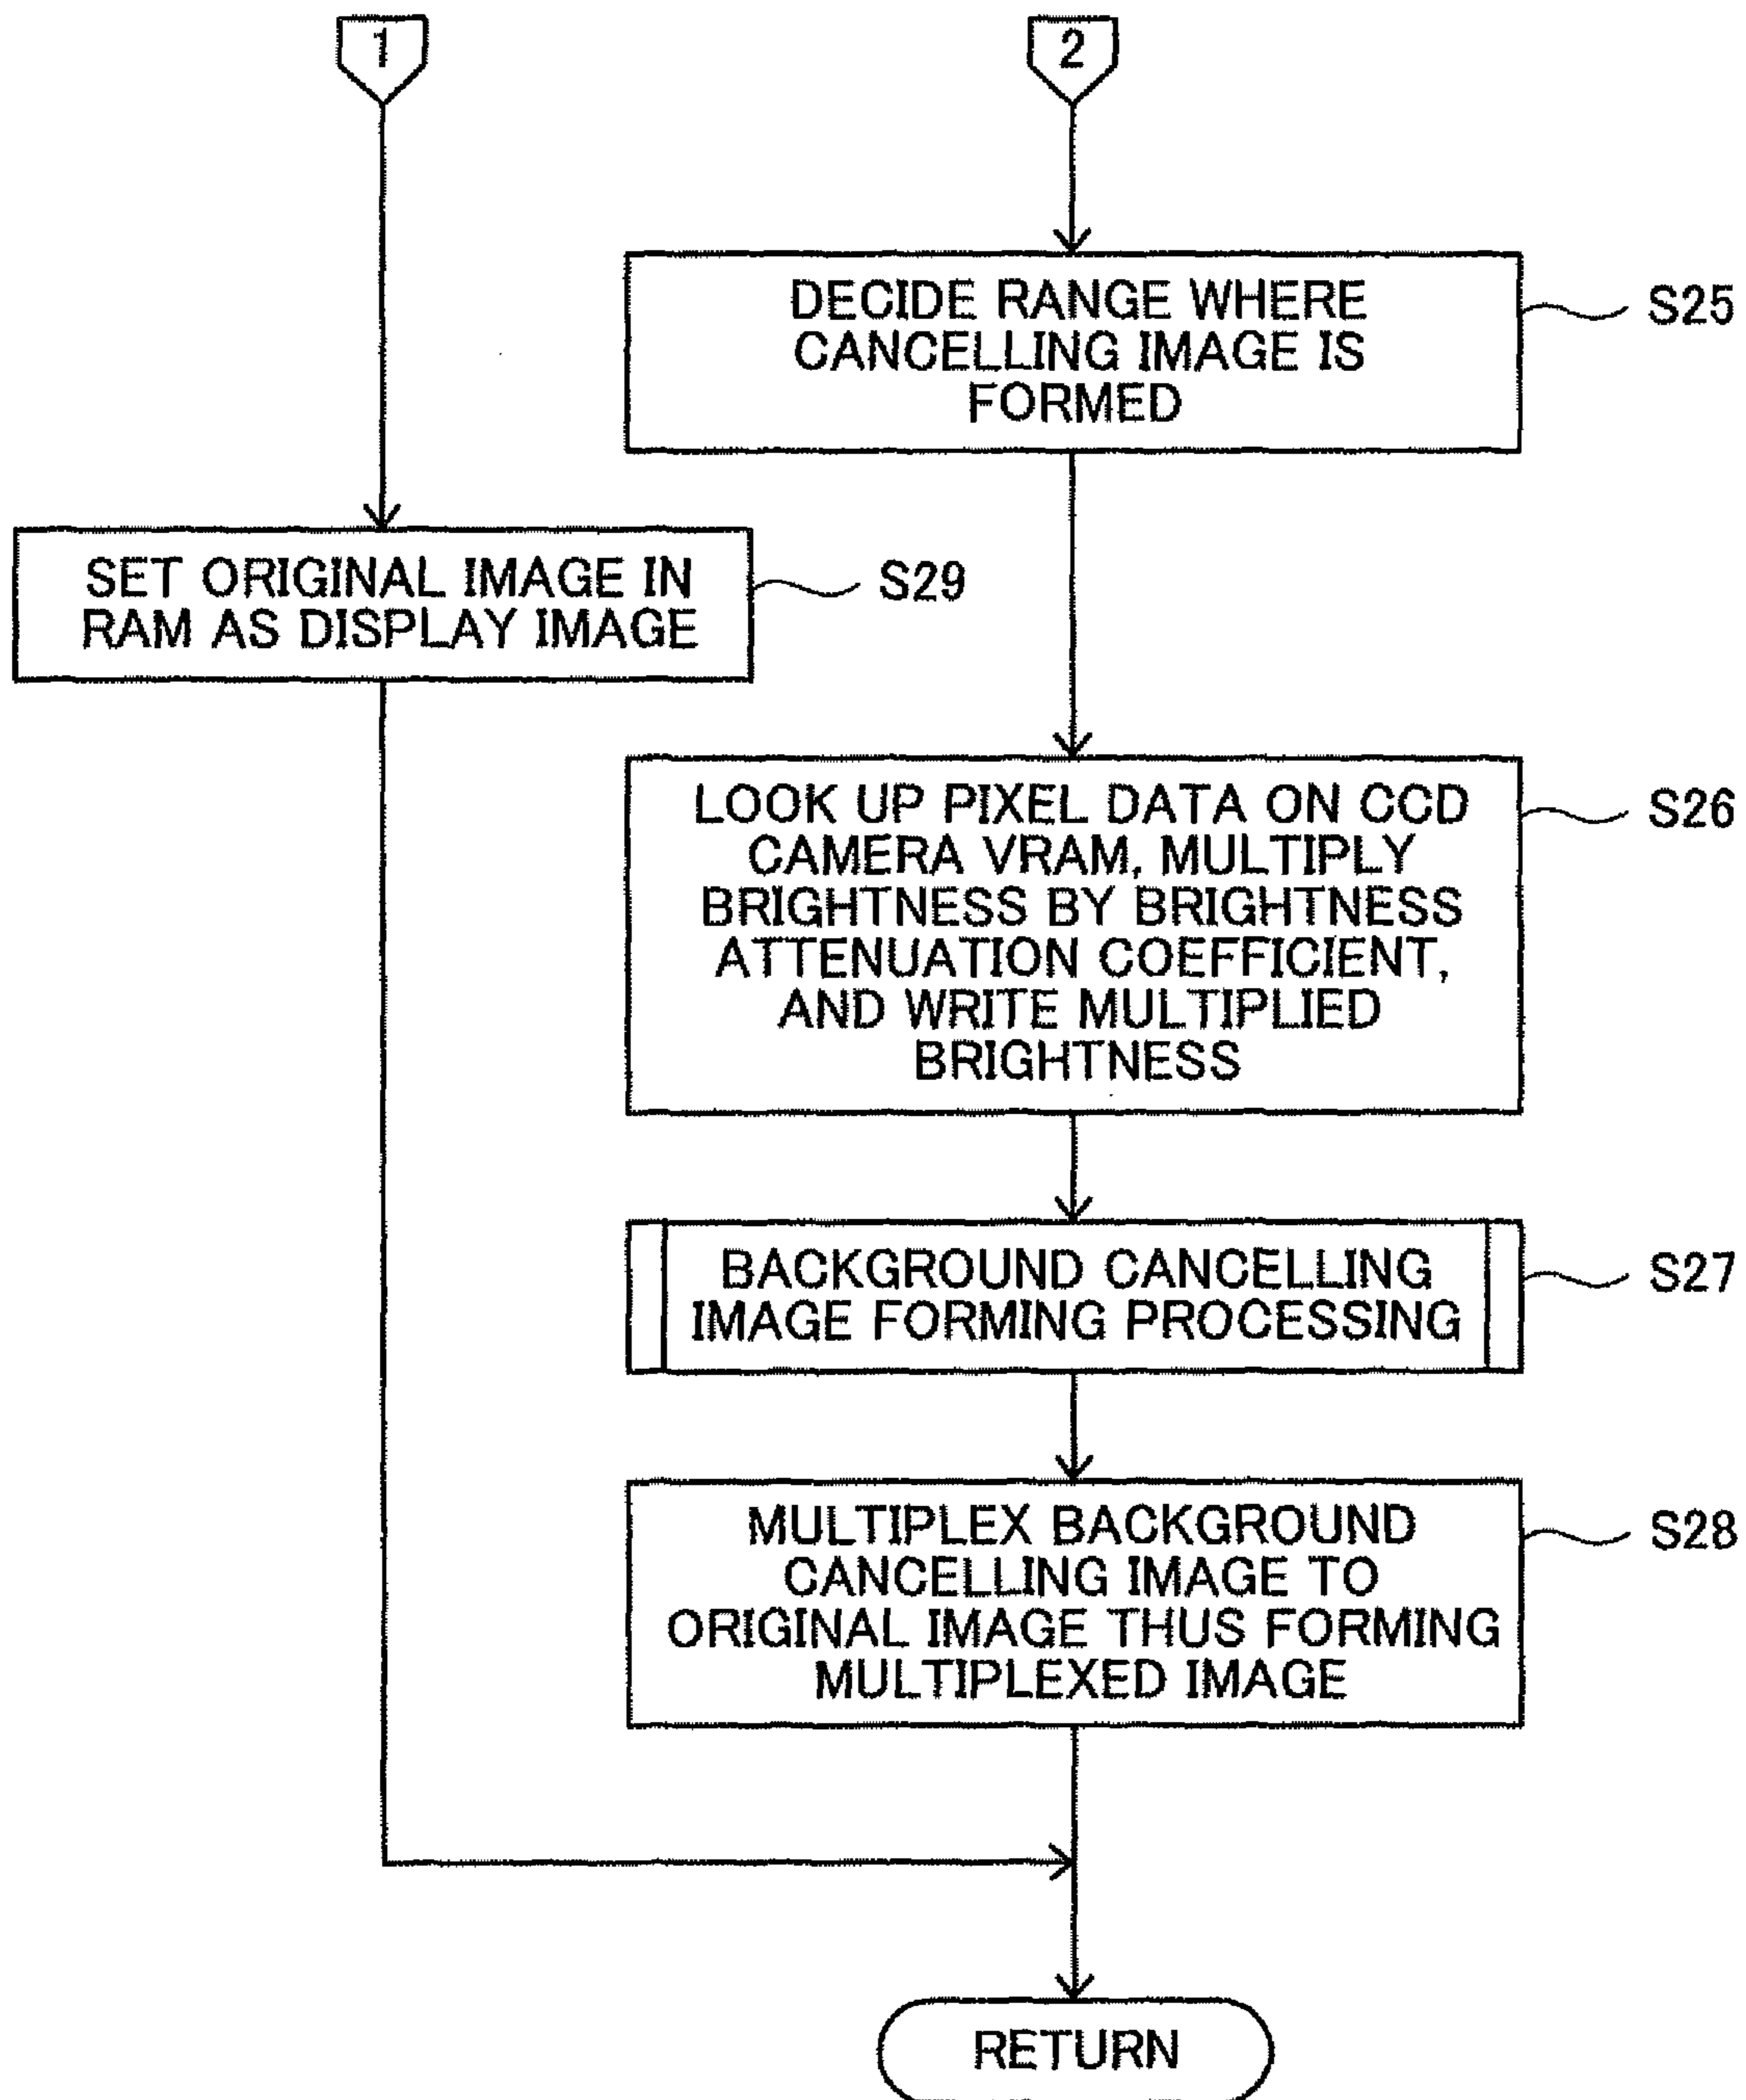 1
2
DECIDE RANGE WHERE
CANCELLING IMAGE IS
FORMED
S25
SET ORIGINAL IMAGE IN
RAM AS DISPLAY IMAGE
S29
LOOK UP PIXEL DATA ON CCD
CAMERA VRAM, MULTIPLY
BRIGHTNESS BY BRIGHTNESS
ATTENUATION COEFFICIENT,
AND WRITE MULTIPLIED
BRIGHTNESS
S26
BACKGROUND CANCELLING
IMAGE FORMING PROCESSING
S27
MULTIPLEX BACKGROUND
CANCELLING IMAGE TO
ORIGINAL IMAGE THUS FORMING
MULTIPLEXED IMAGE
S28
RETURN